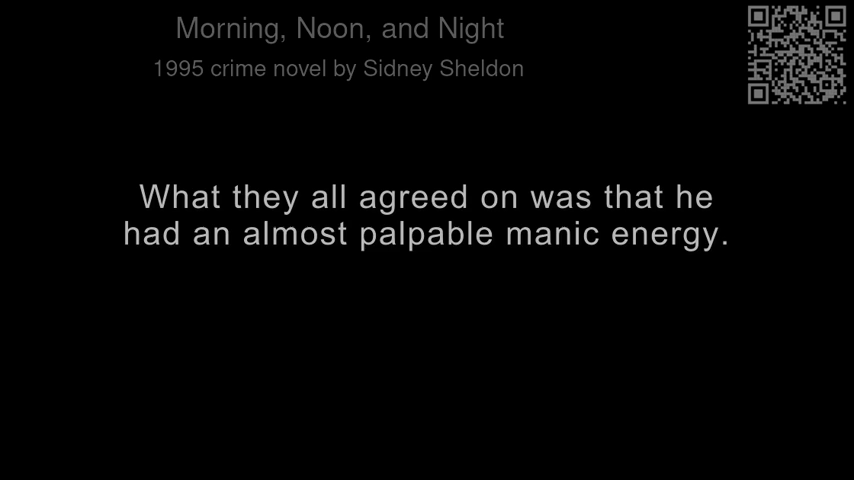 Morning, Noon, and Night
1995 crime novel by Sidney Sheldon
What they all agreed on was that he
had an almost palpable manic energy.